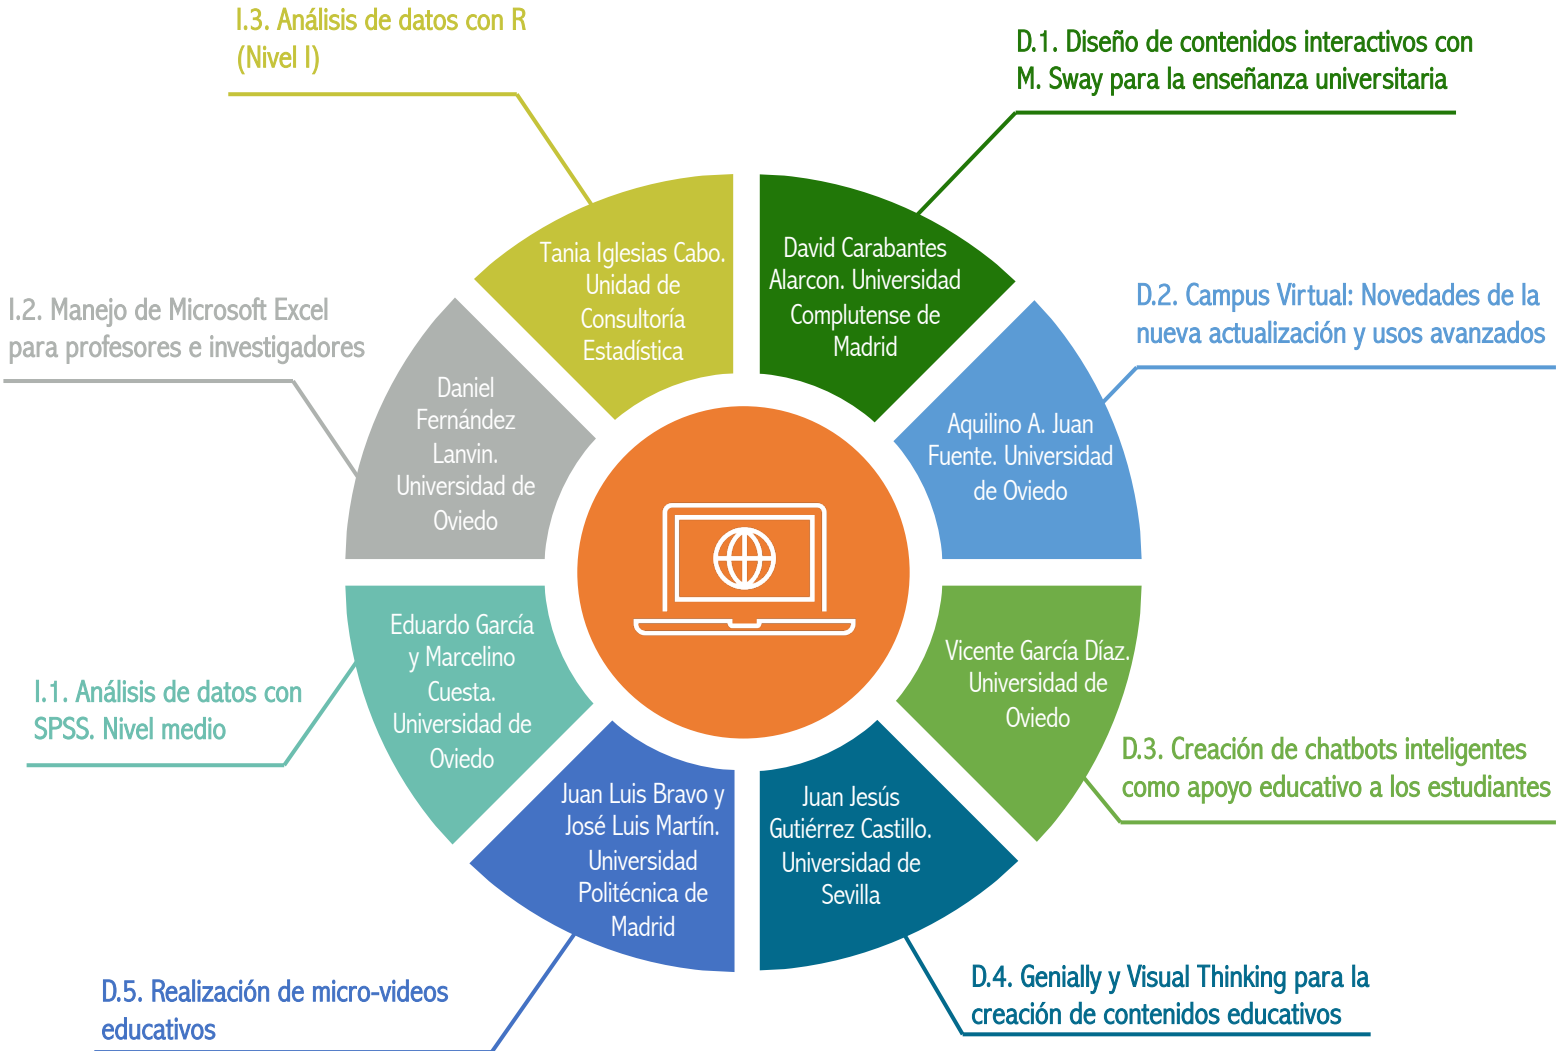 I.3. Análisis de datos con R
(Nivel I)
D.1. Diseño de contenidos interactivos con
M. Sway para la enseñanza universitaria
Tania Iglesias Cabo.
Unidad de
Consultoría
Estadística
David Carabantes
Alarcon. Universidad
Complutense de
Madrid
I.2. Manejo de Microsoft Excel
para profesores e investigadores
D.2. Campus Virtual: Novedades de la
nueva actualización y usos avanzados
Daniel
Fernández
Lanvin.
Universidad de
Oviedo
Aquilino A. Juan
Fuente. Universidad
de Oviedo
Eduardo García
y Marcelino
Cuesta.
Universidad de
Oviedo
Vicente García Díaz.
Universidad de
Oviedo
I.1. Análisis de datos con
SPSS. Nivel medio
D.3. Creación de chatbots inteligentes
como apoyo educativo a los estudiantes
Juan Luis Bravo y
José Luis Martín.
Universidad
Politécnica de
Madrid
Juan Jesús
Gutiérrez Castillo.
Universidad de
Sevilla
D.5. Realización de micro-videos
educativos
D.4. Genially y Visual Thinking para la
creación de contenidos educativos